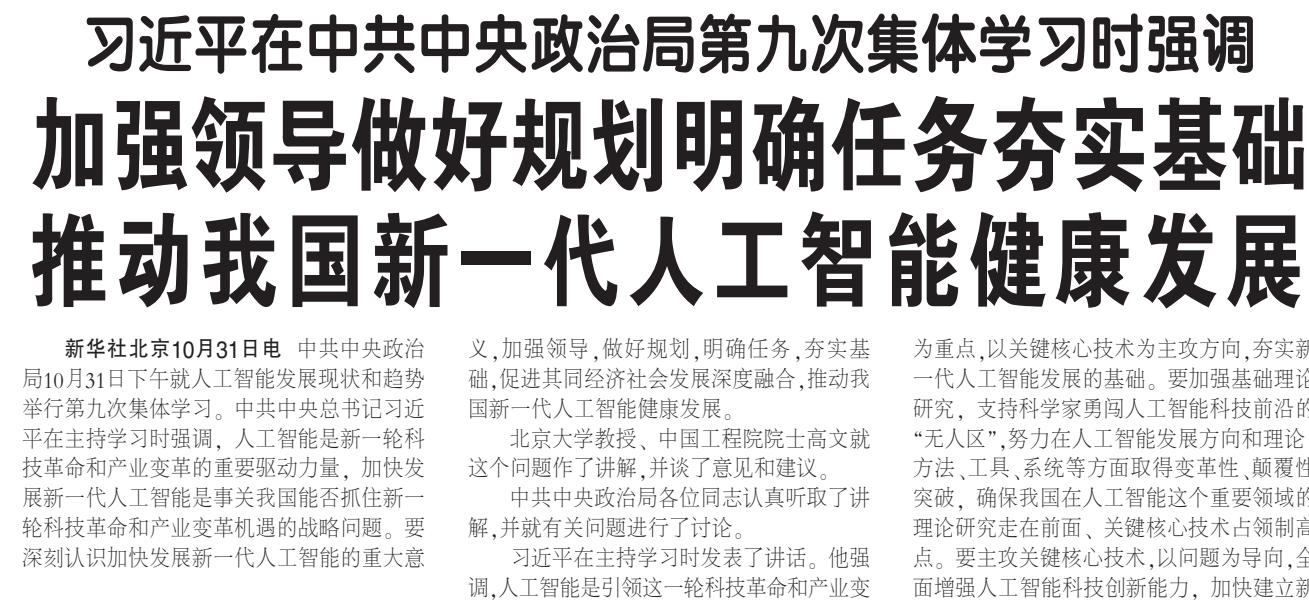 习近平在中共中央政治局第九次集体学习时强调
加强领导做好规划明确任务夯实基础
推动我国新一代人工智能健康发展
新华社北京10月31日电 中共中央政治
局10月31日下午就人工智能发展现状和趋势
举行第九次集体学习。中共中央总书记习近
平在主持学习时强调，人工智能是新一轮科
技革命和产业变革的重要驱动力量，加快发
展新一代人工智能是事关我国能否抓住新一
轮科技革命和产业变革机遇的战略问题。要
深刻认识加快发展新一代人工智能的重大意
义,加强领导,做好规划,明确任务,夯实基
础,促进其同经济社会发展深度融合,推动我
国新一代人工智能健康发展。
北京大学教授、中国工程院院士高文就
这个问题作了讲解,并谈了意见和建议。
中共中央政治局各位同志认真听取了讲
解,并就有关问题进行了讨论。
习近平在主持学习时发表了讲话。他强
调,人工智能是引领这一轮科技革命和产业变
为重点,以关键核心技术为主攻方向,夯实新
一代人工智能发展的基础。要加强基础理论
研究，支持科学家勇闯人工智能科技前沿的
“无人区”,努力在人工智能发展方向和理论、
方法、工具、系统等方面取得变革性、颠覆性
突破，确保我国在人工智能这个重要领域的
理论研究走在前面、关键核心技术占领制高
点。要主攻关键核心技术,以问题为导向,全
面增强人工智能科技创新能力，加快建立新